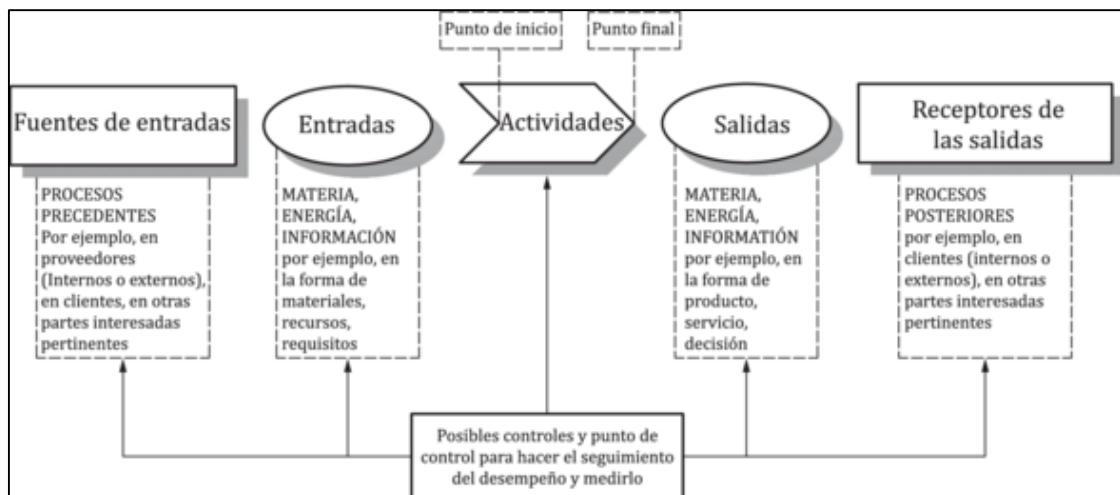 Punto de inicio
Punto final
Fuentes de entradas
Entradas
Actividades
Salidas
Receptores de
las salidas
PROCESOS
PRECEDENTES
Por ejemplo, en
proveedores
(Internos o externos),
en clientes, en otras
partes interesadas
pertinentes
MATERIA,
ENERGÍA,
INFORMACIÓN
por ejemplo, en
la forma de
materiales,
recursos,
requisitos
MATERIA,
ENERGÍA,
INFORMATIÓN
por ejemplo, en
la forma de
producto,
servicio,
decisión
PROCESOS
POSTERIORES
por ejemplo, en
clientes (internos o
externos), en otras
partes interesadas
pertinentes
Posibles controles y punto de
control para hacer el seguimiento
del desempeño y medirlo